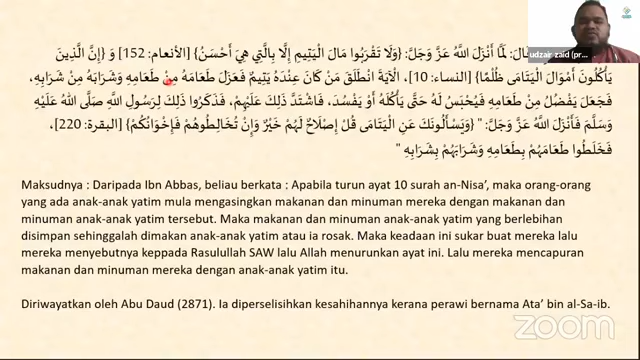 قَالَ: لَمَّا أَنْزَلَ اللَّهُ عَزَّ وَجَلَّ: {وَلَا تَقْرَبُوا مَالَ الْيَتِيمِ إِلَّا بِالَّتِي هِيَ أَحْسَنُ} [الأنعام: 152] وَ {إِنَّ الَّذِينَ
يَأْكُلُونَ أَمْوَالَ الْيَتَامَى ظُلْمًا} [النساء: 10]، الْآيَةَ انْطَلَقَ مَنْ كَانَ عِنْدَهُ يَتِيمٌ فَعَزَلَ طَعَامَهُ مِنْ طَعَامِهِ وَشَرَابَهُ مِنْ شَرَابِهِ،
فَجَعَلَ يَفْضُلُ مِنْ طَعَامِهِ فَيُحْبَسُ لَهُ حَتَّى يَأْكُلَهُ أَوْ يَفْسُدَ، فَاشْتَدَّ ذَلِكَ عَلَيْهِمْ، فَذَكَرُوا ذَلِكَ لِرَسُولِ اللَّهِ صَلَّى اللَّهُ عَلَيْهِ
وَسَلَّمَ فَأَنْزَلَ اللَّهُ عَزَّ وَجَلَّ: " {وَيَسْأَلُونَكَ عَنِ الْيَتَامَى قُلْ إِصْلَاحٌ لَهُمْ خَيْرٌ وَإِنْ تُخَالِطُوهُمْ فَإِخْوَانُكُمْ} [البقرة: 220]،
فَخَلَطُوا طَعَامَهُمْ بِطَعَامِهِ وَشَرَابَهُمْ بِشَرَابِهِ "
Maksudnya : Daripada Ibn Abbas, beliau berkata : Apabila turun ayat 10 surah an-Nisa', maka orang-orang
yang ada anak-anak yatim mula mengasingkan makanan dan minuman mereka dengan makanan dan
minuman anak-anak yatim tersebut. Maka makanan dan minuman anak-anak yatim yang berlebihan
disimpan sehinggalah dimakan anak-anak yatim atau ia rosak. Maka keadaan ini sukar buat mereka lalu
mereka menyebutnya keppada Rasulullah SAW lalu Allah menurunkan ayat ini. Lalu mereka mencapuran
makanan dan minuman mereka dengan anak-anak yatim itu.
Diriwayatkan oleh Abu Daud (2871). Ia diperselisihkan kesahihannya kerana perawi bernama Ata' bin al-Sa-ib.
udzair zaid (pr...
zoom